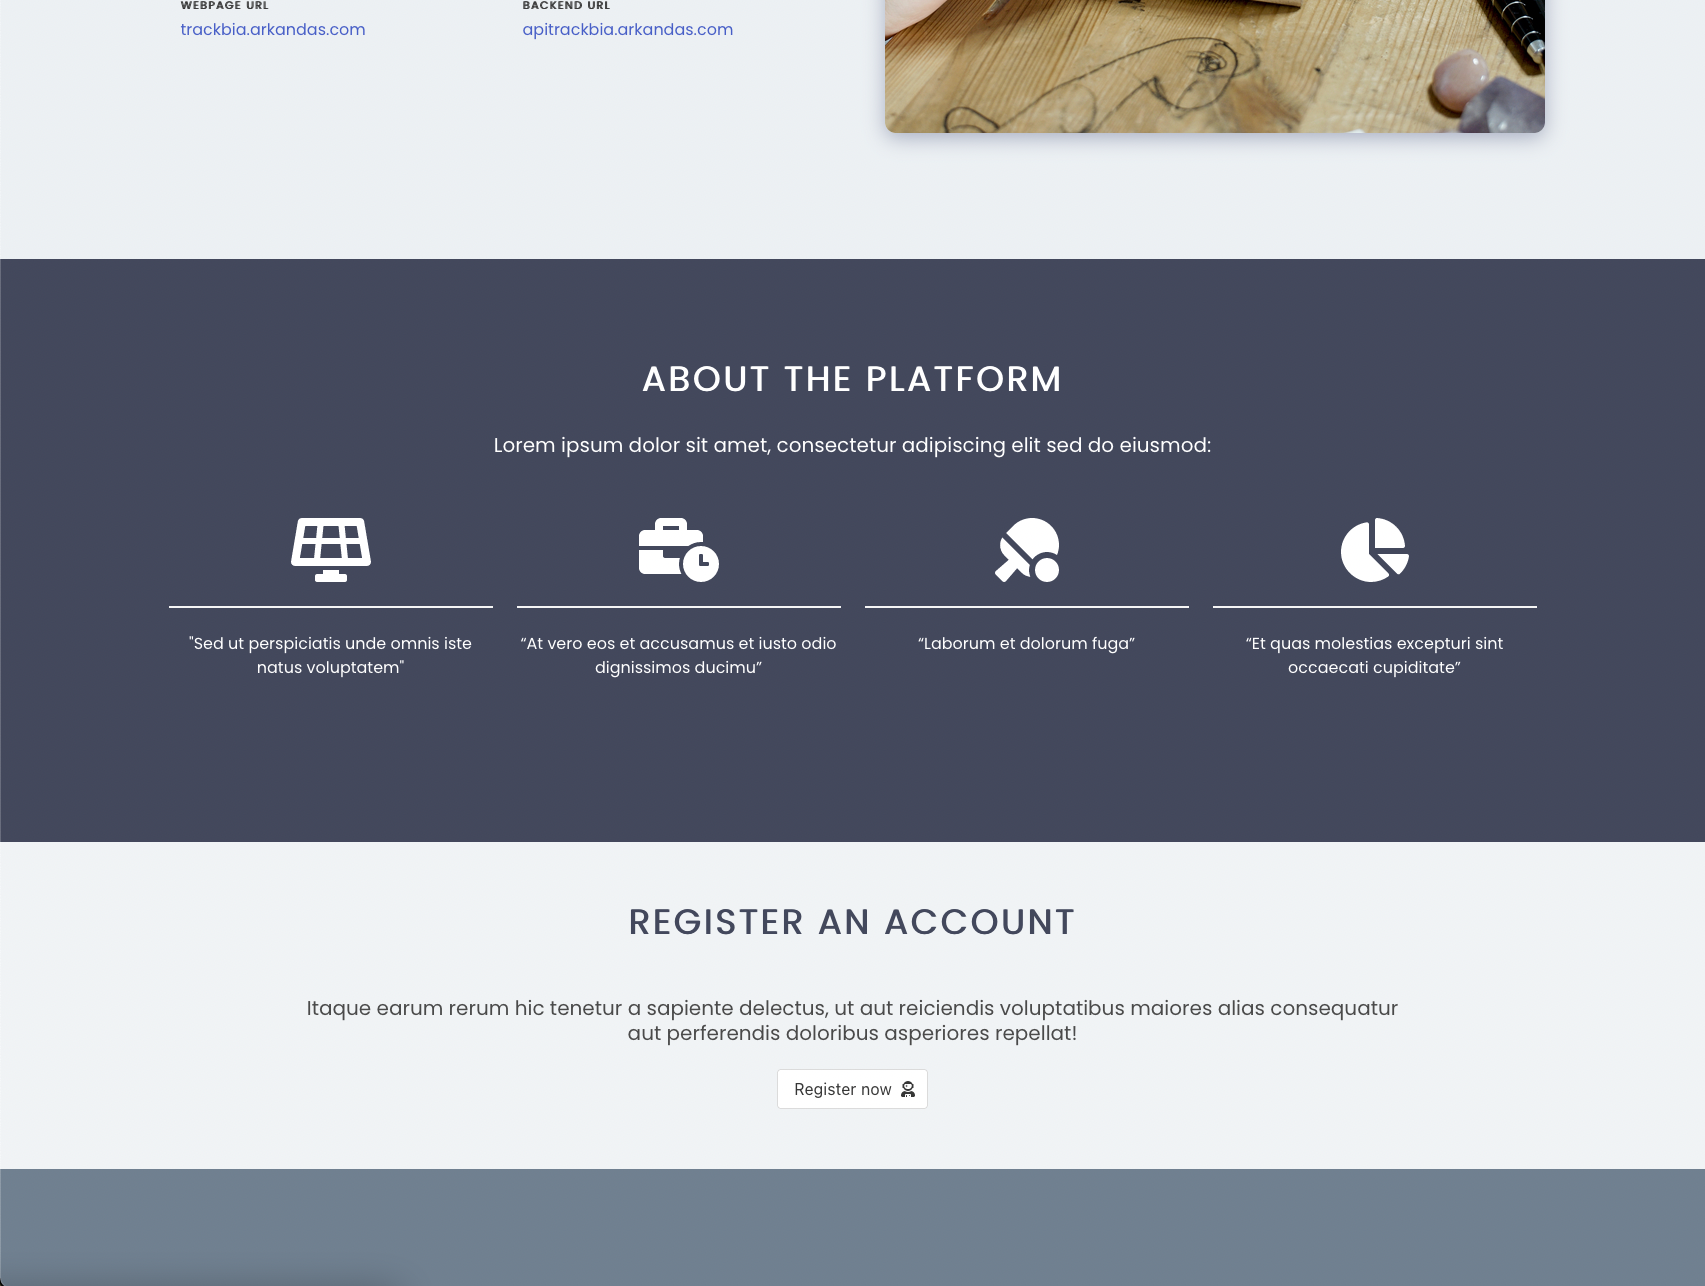 WEBPAGE URL
BACKEND URL
trackbia.arkandas.com
apitrackbia.arkandas.com
ABOUT THE PLATFORM
Lorem ipsum dolor sit amet, consectetur adipiscing elit sed do eiusmod:
"Sed ut perspiciatis unde omnis iste
natus voluptatem"
“At vero eos et accusamus et iusto odio
dignissimos ducimu”
“Laborum et dolorum fuga”
“Et quas molestias excepturi sint
occaecati cupiditate”
REGISTER AN ACCOUNT
Itaque earum rerum hic tenetur a sapiente delectus, ut aut reiciendis voluptatibus maiores alias consequatur
aut perferendis doloribus asperiores repellat!
Register now